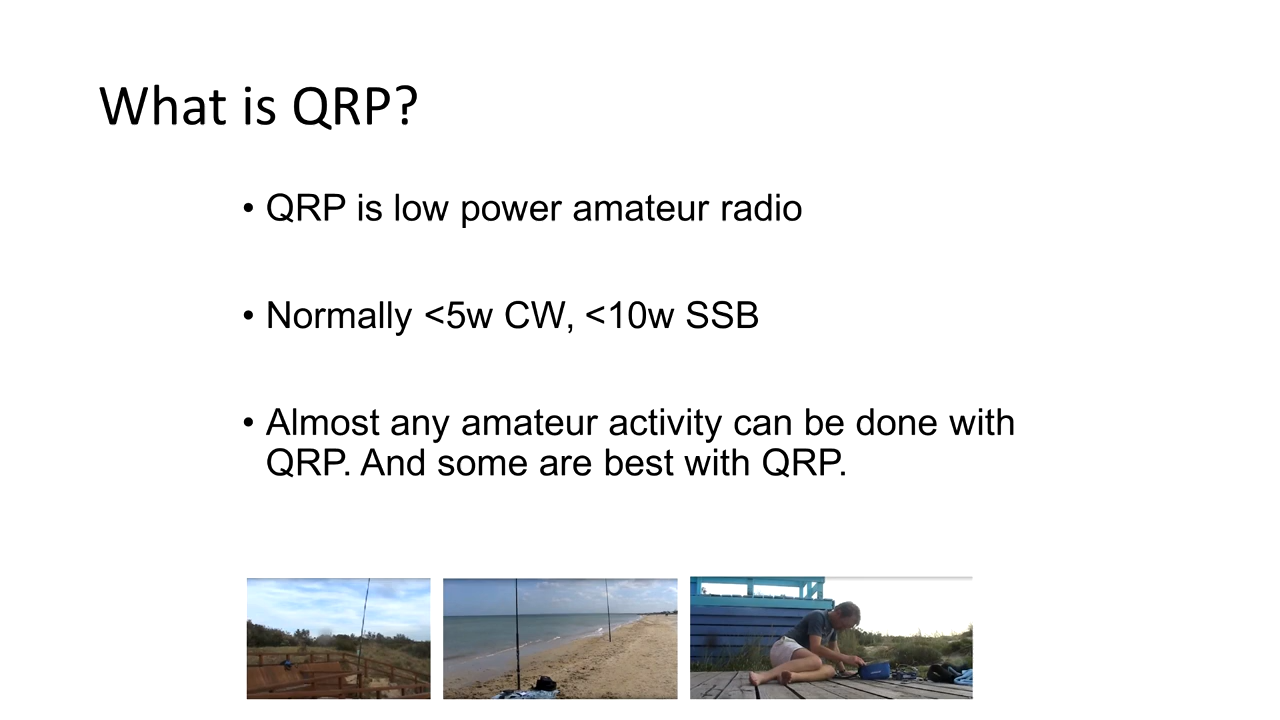 What is QRP?
• QRP is low power amateur radio
• Normally <5w CW, <10w SSB
• Almost any amateur activity can be done with
QRP. And some are best with QRP.